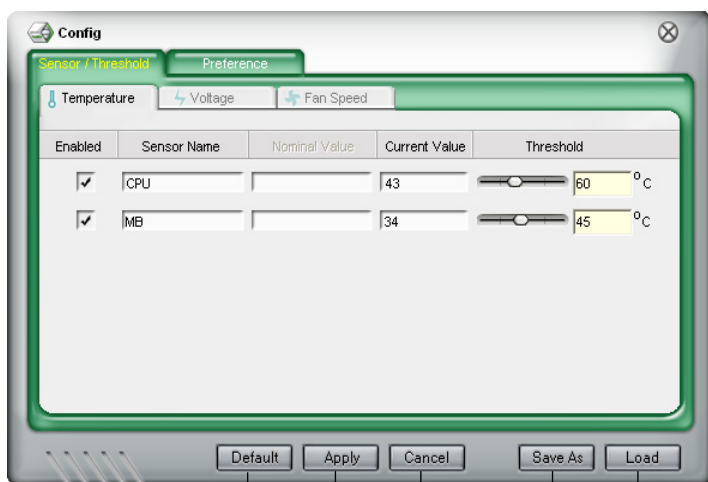 Config
Sensor / Threshold Preference
Temperature Voltage Fan Speed
Enabled Sensor Name Nominal Value Current Value Threshold
CPU 43 60 °C
MB 34 45 °C
Default Apply Cancel Save As Load